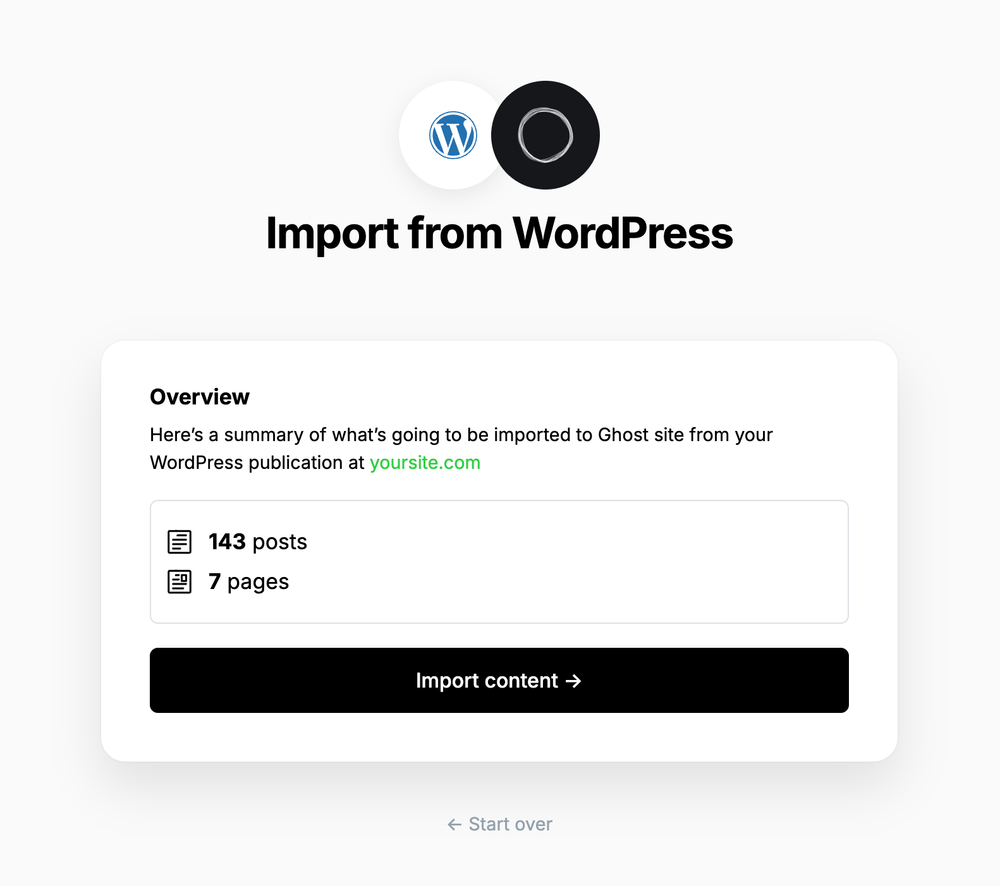 Import from WordPress
Overview
Here’s a summary of what’s going to be imported to Ghost site from your
WordPress publication at yoursite.com
143 posts
7 pages
Import content →
← Start over